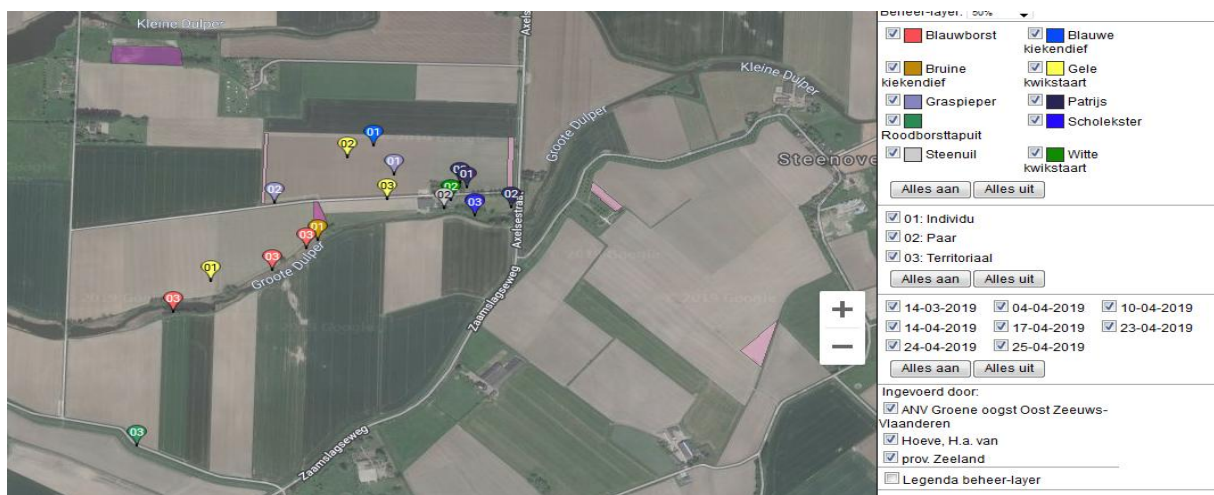 Kleine Dulper
Kleine Dulper
Groote Dulper
Steenove
01
02
01
02
01
02
02
02
03
03
Axelsestraat
01
03
03
01
Groote Dulper
03
Zaamslagseweg
03
Zaamslagseweg
+
−
Beheer-layer: 50%
Blauwborst
Blauwe
kiekendief
Bruine
kiekendief
Gele
kwikstaart
Graspieper
Patrijs
Roodborsttapuit
Scholekster
Steenuil
Witte
kwikstaart
Alles aan Alles uit
01: Individu
02: Paar
03: Territoriaal
Alles aan Alles uit
14-03-2019 04-04-2019 10-04-2019
14-04-2019 17-04-2019 23-04-2019
24-04-2019 25-04-2019
Alles aan Alles uit
Ingevoerd door:
ANV Groene oogst Oost Zeeuws-
Vlaanderen
Hoeve, H.a. van
prov. Zeeland
Legenda beheer-layer